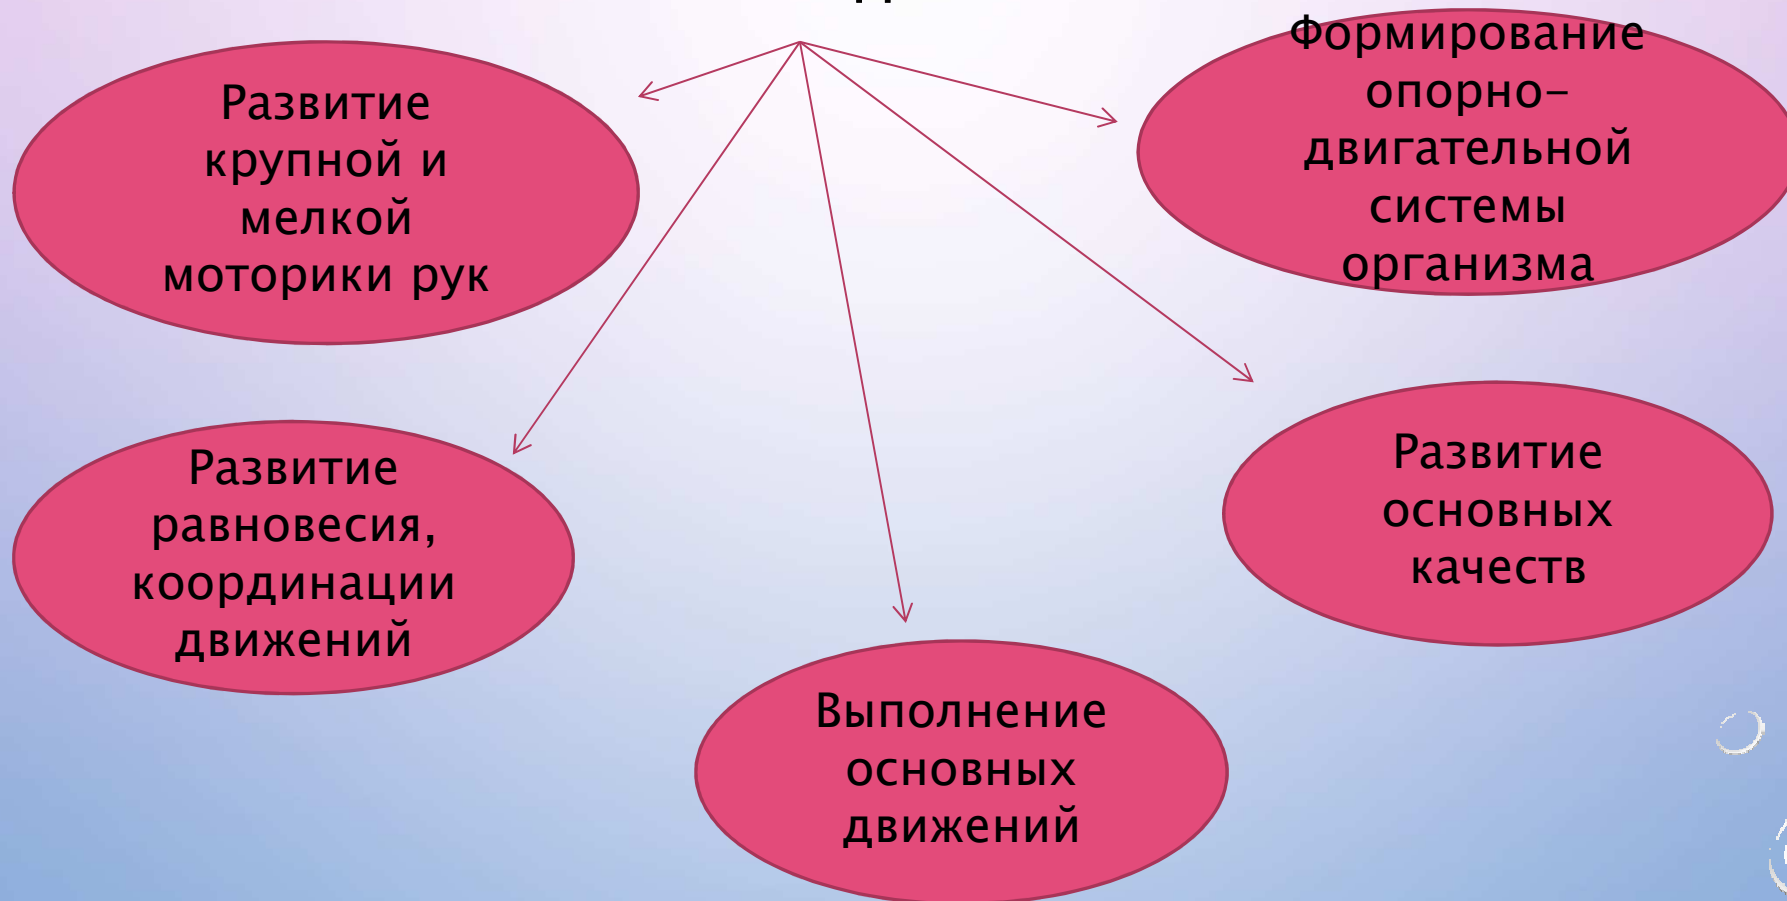 Развитие
крупной и
мелкой
моторики рук
Формирование
опорно-
двигательной
системы
организма
Развитие
равновесия,
координации
движений
Развитие
основных
качеств
Выполнение
основных
движений